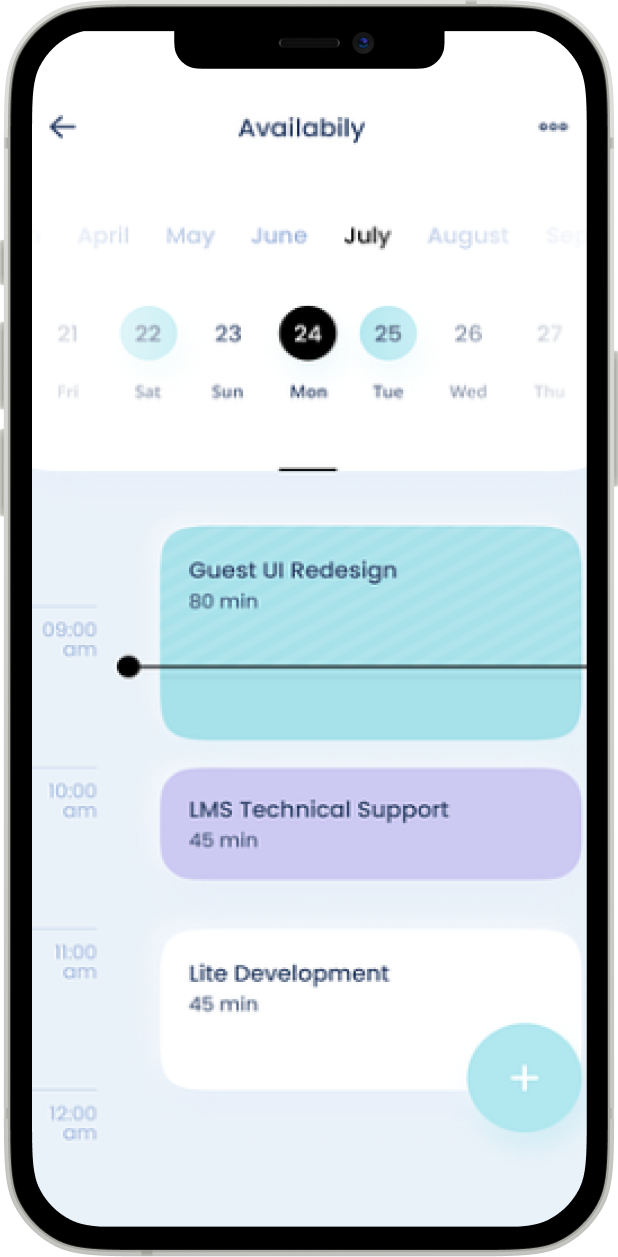 Availabily
April May June July August Sep
21 22 23 24 25 26 27
Fri Sat Sun Mon Tue Wed Thu
Guest UI Redesign
80 min
09:00
am
10:00
am
LMS Technical Support
45 min
11:00
am
Lite Development
45 min
+
12:00
am